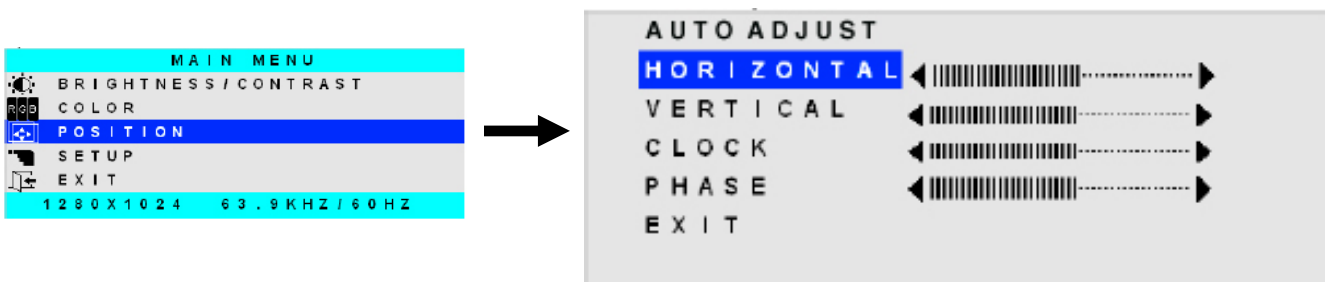 MAIN MENU
BRIGHTNESS/CONTRAST
RGB COLOR
POSITION
SETUP
EXIT
1280X1024 63.9KHZ/60HZ
AUTO ADJUST
HORIZONTAL
VERTICAL
CLOCK
PHASE
EXIT